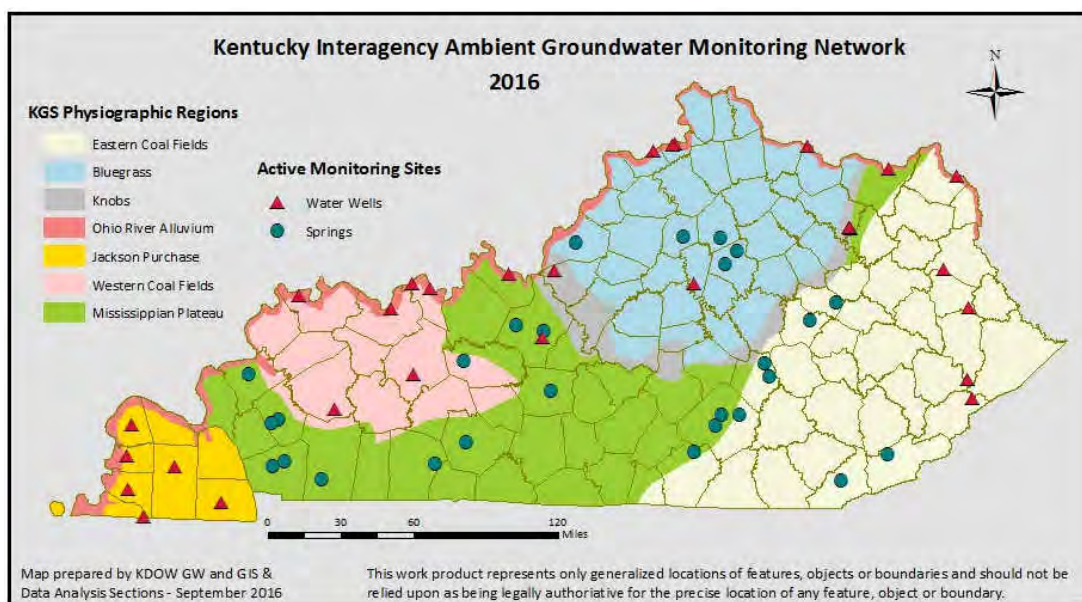 Kentucky Interagency Ambient Groundwater Monitoring Network
2016
N
KGS Physiographic Regions
Eastern Coal Fields
Bluegrass
Knobs
Ohio River Alluvium
Jackson Purchase
Western Coal Fields
Mississippian Plateau
Active Monitoring Sites
Water Wells
Springs
0 30 60 120
Miles
Map prepared by KDOW GW and GIS &
Data Analysis Sections - September 2016
This work product represents only generalized locations of features, objects or boundaries and should not be
relied upon as being legally authoriative for the precise location of any feature, object or boundary.